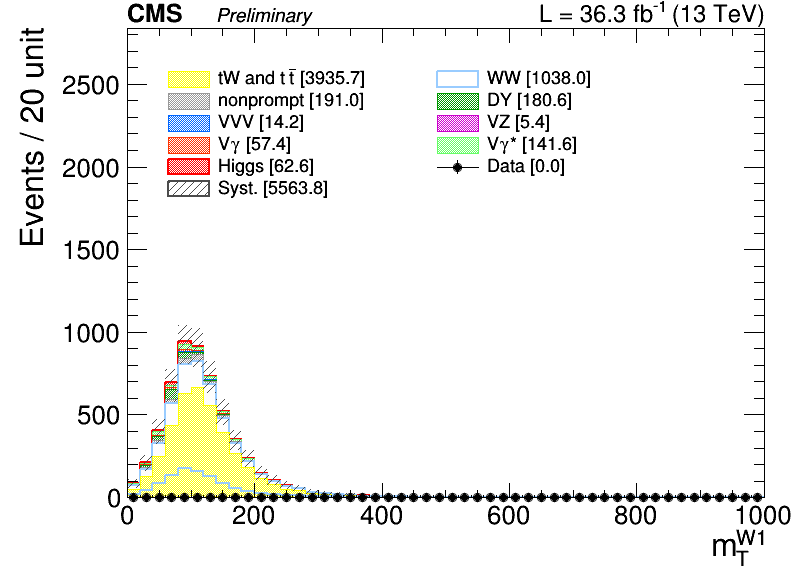 CMS Preliminary L = 36.3 fb⁻¹ (13 TeV)
Events / 20 unit
2500
2000
1500
1000
500
0
tW and tt̅ [3935.7]
WW [1038.0]
nonprompt [191.0]
DY [180.6]
VVV [14.2]
VZ [5.4]
Vγ [57.4]
Vγ* [141.6]
Higgs [62.6]
Data [0.0]
Syst. [5563.8]
0 200 400 600 800 1000
m_T^W1